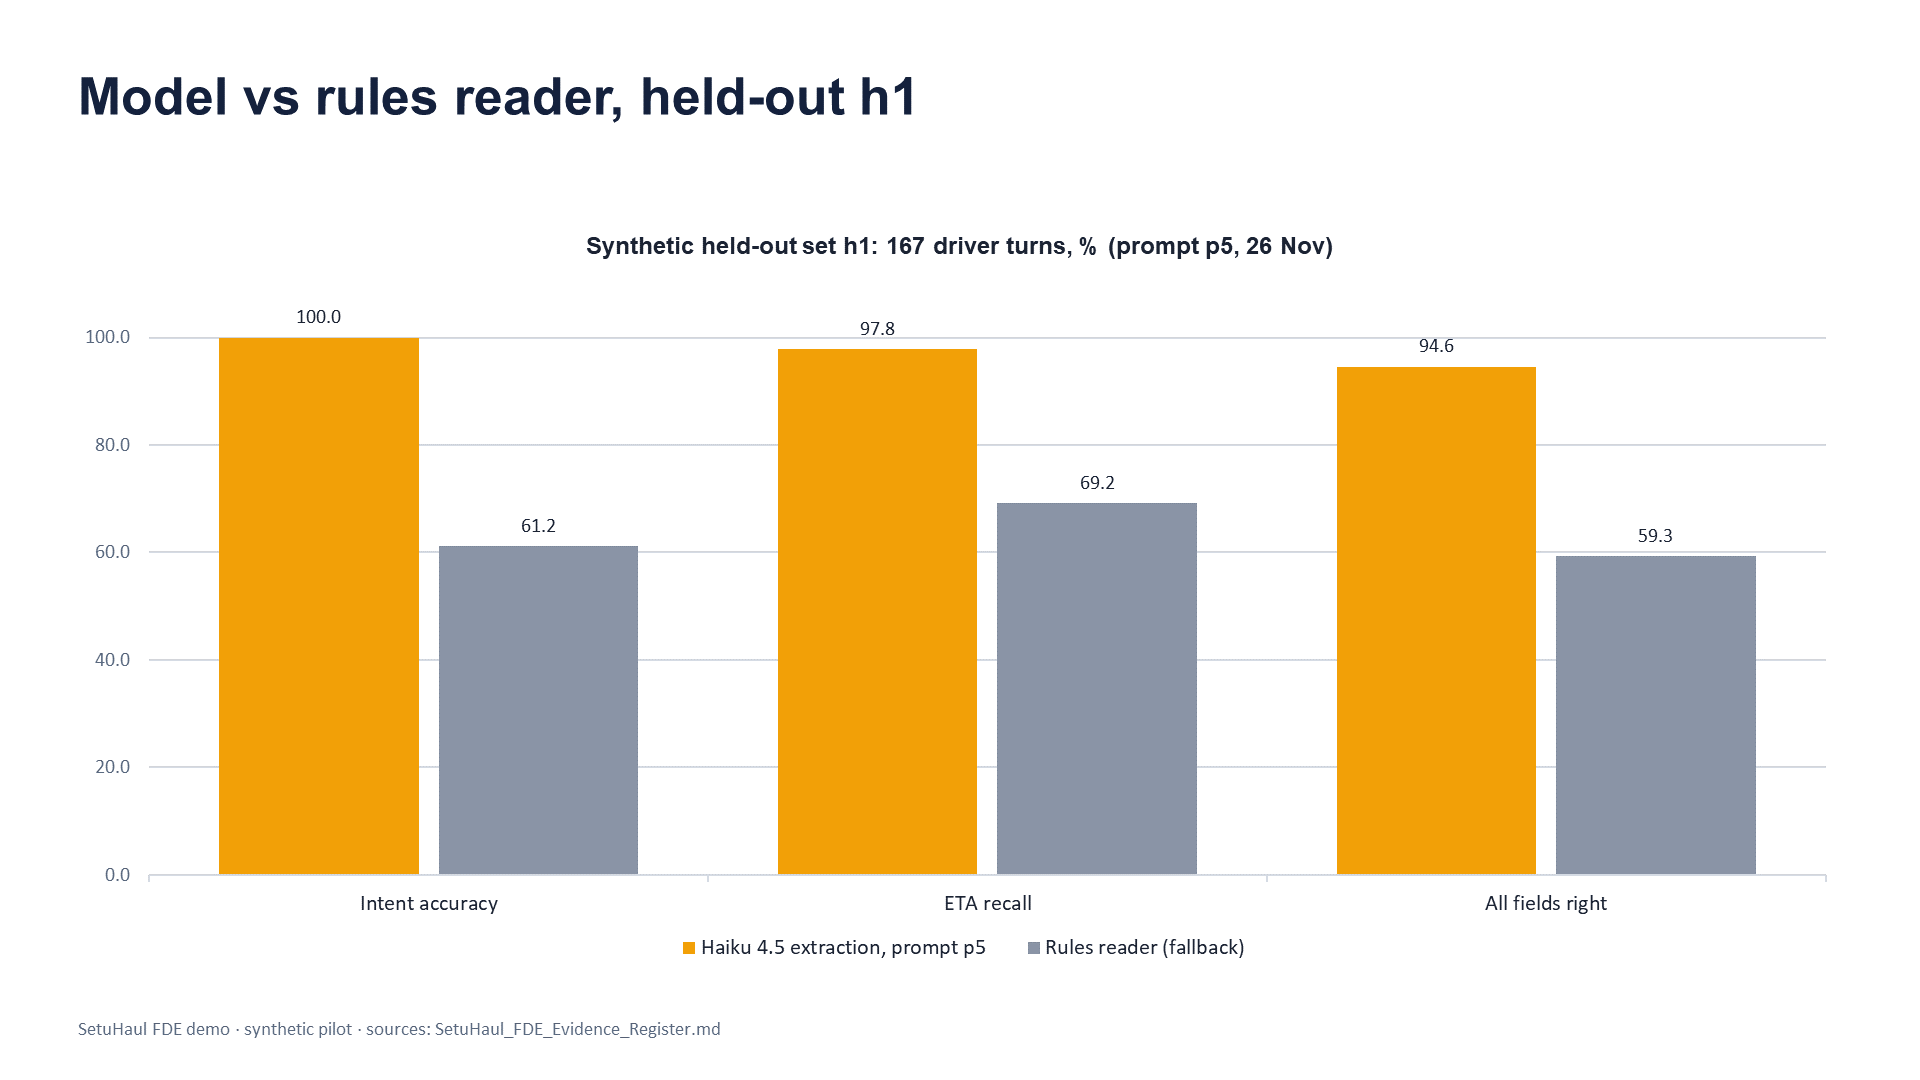 Model vs rules reader, held-out h1
Synthetic held-out set h1: 167 driver turns, % (prompt p5, 26 Nov)
100.0
80.0
60.0
40.0
20.0
0.0
100.0
61.2
97.8
69.2
94.6
59.3
Intent accuracy
ETA recall
All fields right
Haiku 4.5 extraction, prompt p5
Rules reader (fallback)
SetuHaul FDE demo · synthetic pilot · sources: SetuHaul_FDE_Evidence_Register.md